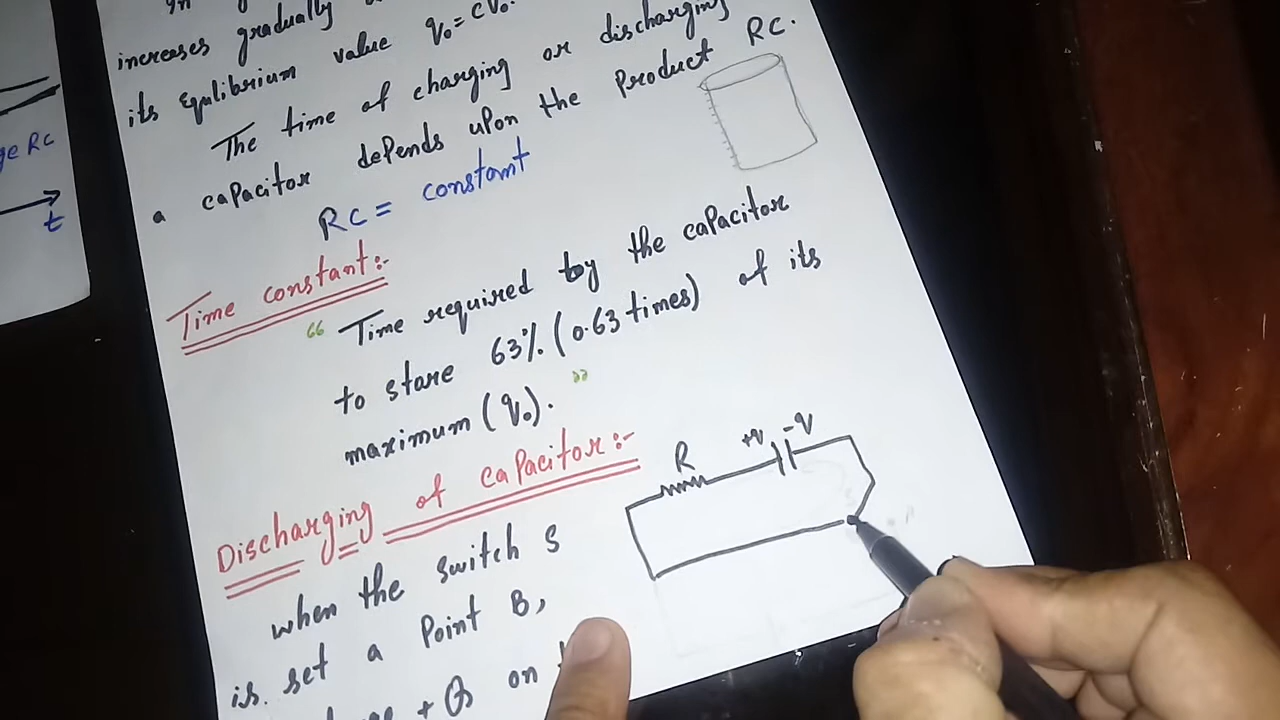 increases gradually
its Equlibrium value q₀ = CV₀.
The time of charging or discharging
a capacitor depends upon the Product RC.
RC = constant
Time constant:-
“ Time required by the capacitor
to store 63% (0.63 times) of its
maximum (q₀). ”
Discharging of capacitor:-
when the switch S
is set a Point B,
+ Q on
R
+q -q
ge RC
t